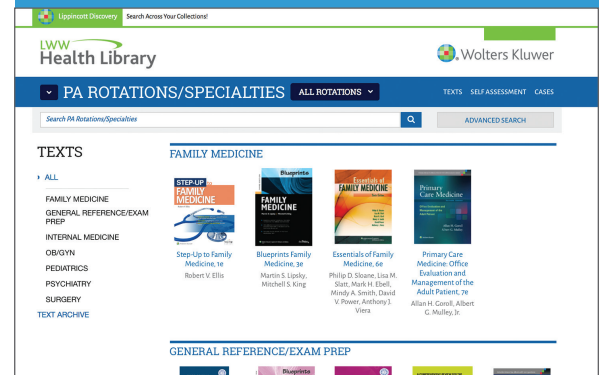 Lippincott Discovery
Search Across Your Collections!
LWW
Health Library
Wolters Kluwer
PA ROTATIONS/SPECIALTIES
ALL ROTATIONS
TEXTS SELF ASSESSMENT CASES
Search PA Rotations/Specialties
ADVANCED SEARCH
TEXTS
ALL
FAMILY MEDICINE
GENERAL REFERENCE/EXAM
PREP
INTERNAL MEDICINE
OB/GYN
PEDIATRICS
PSYCHIATRY
SURGERY
TEXT ARCHIVE
FAMILY MEDICINE
STEP-UP to
FAMILY
MEDICINE
Step-Up to Family
Medicine, 1e
Robert V. Ellis
Blueprints
FAMILY
MEDICINE
Blueprints Family
Medicine, 3e
Martin S. Lipsky,
Mitchell S. King
Essentials of
FAMILY MEDICINE
Essentials of Family
Medicine, 6e
Philip D. Sloane, Lisa M.
Slatt, Mark H. Ebell,
Mindy A. Smith, David
V. Power, Anthony J.
Viera
Primary
Care Medicine
Primary Care
Medicine: Office
Evaluation and
Management of the
Adult Patient, 7e
Allan H. Goroll, Albert
G. Mulley, Jr.
GENERAL REFERENCE/EXAM PREP
Blueprints